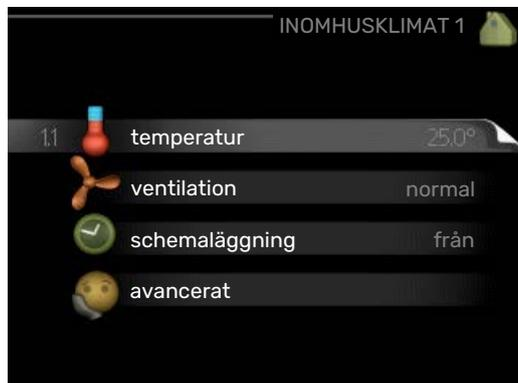 INOMHUSKLIMAT 1
1.1 temperatur 25.0°
ventilation normal
schemaläggning från
avancerat